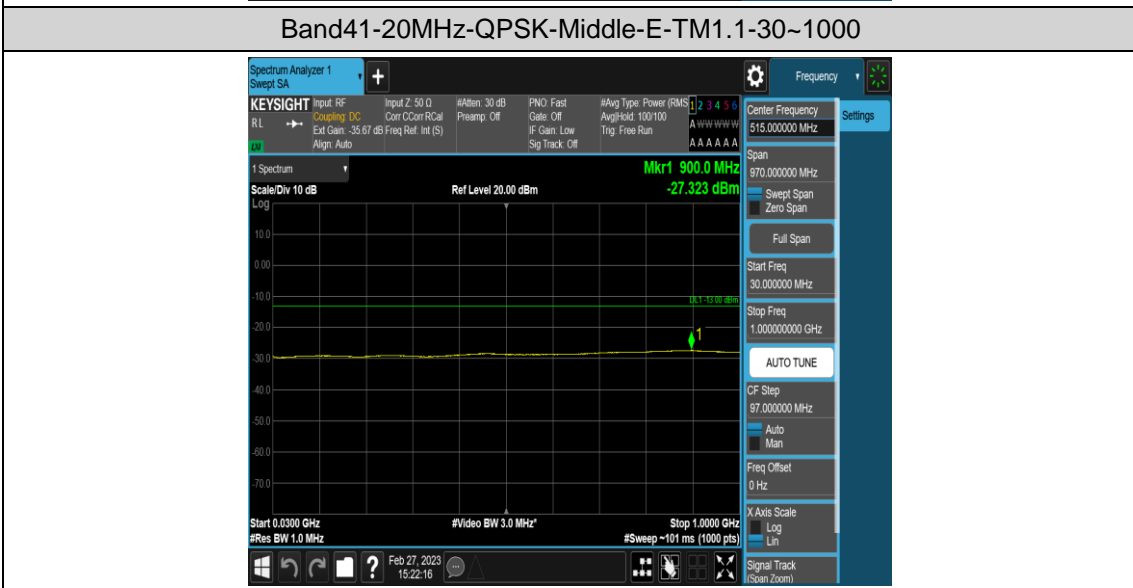 Band41-20MHz-QPSK-Middle-E-TM1.1-30~1000
Spectrum Analyzer 1
Swept SA
+
Frequency
KEYSIGHT
RL
LXI
Input: RF
Coupling: DC
Ext Gain: -35.67 dB
Align: Auto
Input Z: 50 Ω
Corr CCorr RCal
Freq Ref: Int (S)
#Atten: 30 dB
Preamp: Off
PNO: Fast
Gate: Off
IF Gain: Low
Sig Track: Off
#Avg Type: Power (RMS
Avg|Hold: 100/100
Trig: Free Run
1 2 3 4 5 6
A W W W W W
A A A A A A
Center Frequency
515.000000 MHz
Settings
1 Spectrum
Mkr1 900.0 MHz
Scale/Div 10 dB
Ref Level 20.00 dBm
-27.323 dBm
Log
10.0
0.00
-10.0
-20.0
-30.0
-40.0
-50.0
-60.0
-70.0
DL1 -13.00 dBm
1
Start 0.0300 GHz
#Video BW 3.0 MHz*
Stop 1.0000 GHz
#Res BW 1.0 MHz
#Sweep ~101 ms (1000 pts)
Span
970.000000 MHz
Swept Span
Zero Span
Full Span
Start Freq
30.000000 MHz
Stop Freq
1.000000000 GHz
AUTO TUNE
CF Step
97.000000 MHz
Auto
Man
Freq Offset
0 Hz
X Axis Scale
Log
Lin
Signal Track
(Span Zoom)
?
Feb 27, 2023
15:22:16